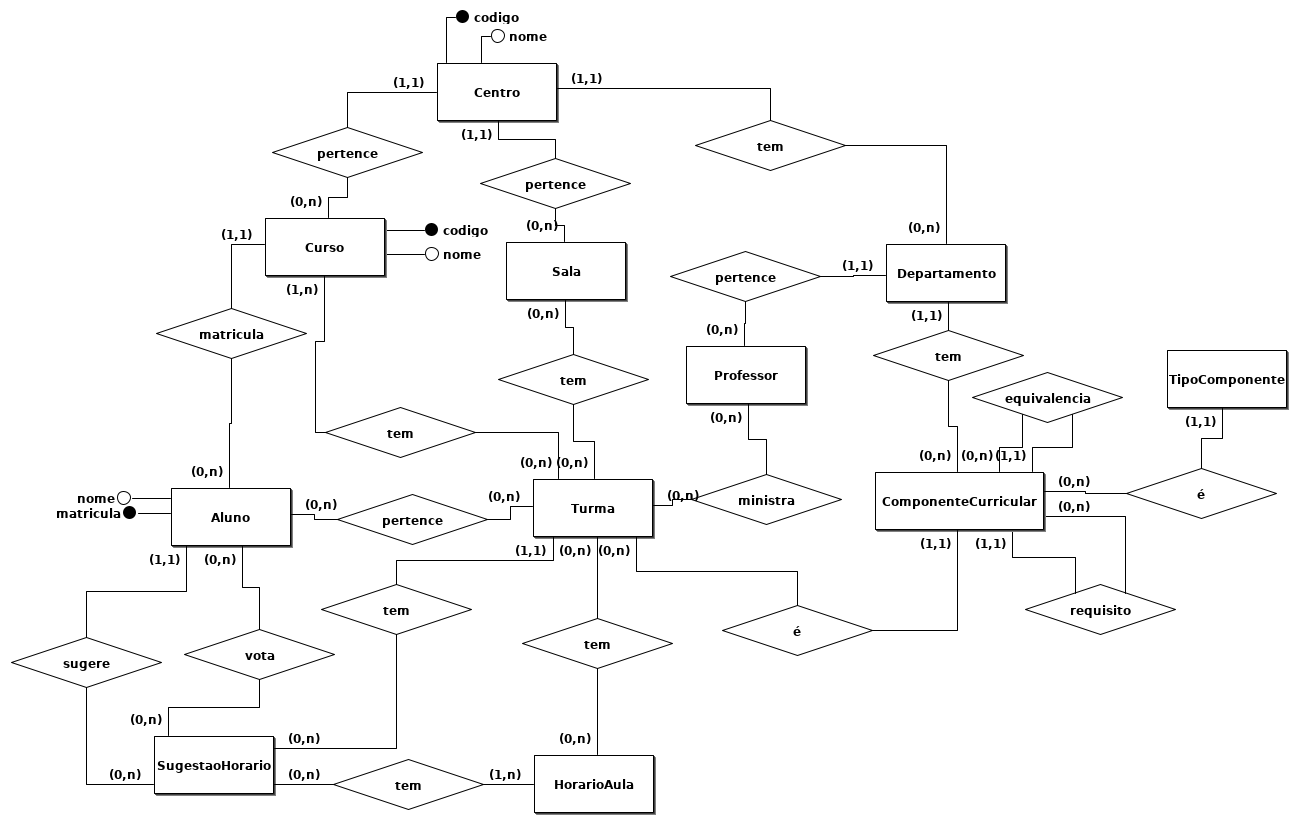 codigo
nome
(1,1)
(1,1)
Centro
(1,1)
pertence
tem
pertence
(0,n)
(0,n)
(0,n)
codigo
(1,1)
Curso
nome
(1,1)
Sala
Departamento
pertence
(1,n)
(0,n)
(1,1)
matricula
(0,n)
tem
Professor
tem
TipoComponente
equivalencia
(0,n)
(1,1)
tem
(0,n)
(0,n)
(0,n)
(0,n)
(0,n)
(1,1)
(0,n)
nome
matricula
Aluno
(0,n)
(0,n)
(0,n)
ComponenteCurricular
é
pertence
Turma
ministra
(0,n)
(1,1)
(0,n)
(1,1)
(0,n)
(0,n)
(1,1)
(1,1)
tem
requisito
é
sugere
vota
tem
(0,n)
(0,n)
(0,n)
SugestaoHorario
(0,n)
(0,n)
(1,n)
tem
HorarioAula